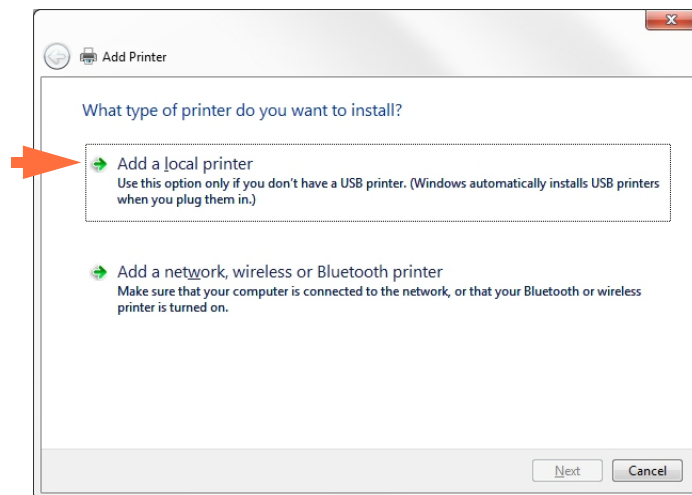 Add Printer
What type of printer do you want to install?
Add a local printer
Use this option only if you don't have a USB printer. (Windows automatically installs USB printers
when you plug them in.)
Add a network, wireless or Bluetooth printer
Make sure that your computer is connected to the network, or that your Bluetooth or wireless
printer is turned on.
Next Cancel